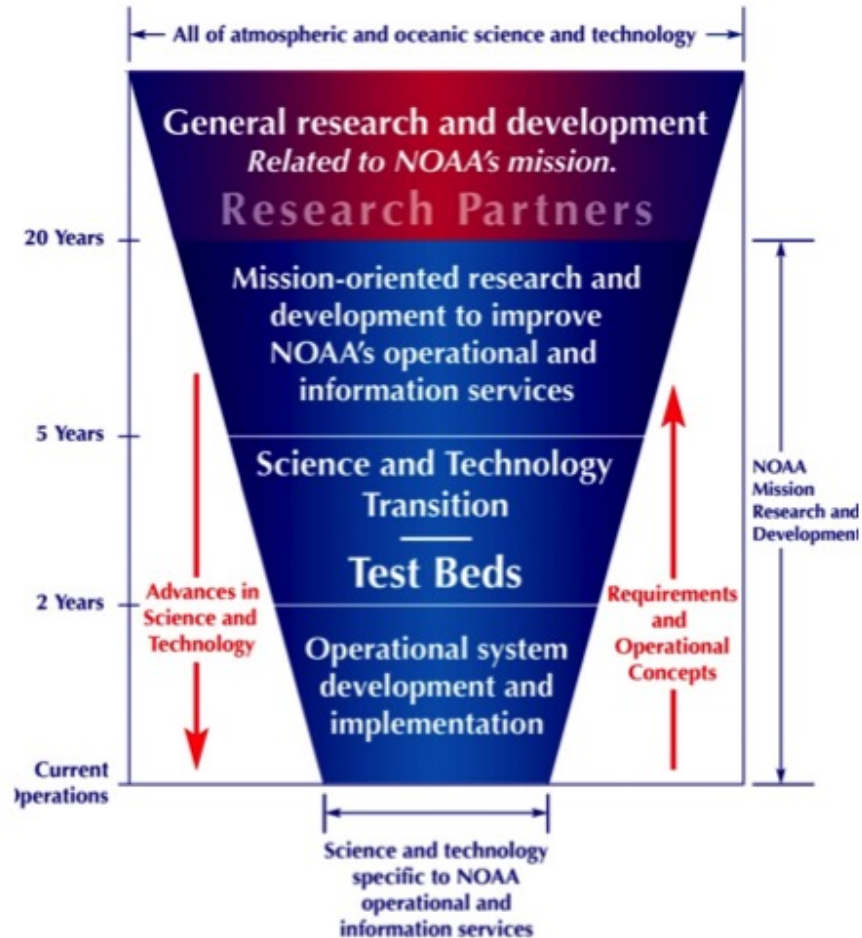 All of atmospheric and oceanic science and technology
General research and development
Related to NOAA's mission.
Research Partners
20 Years
Mission-oriented research and
development to improve
NOAA's operational and
information services
5 Years
Science and Technology
Transition
Test Beds
2 Years
Operational system
development and
implementation
Advances in
Science and
Technology
Requirements
and
Operational
Concepts
NOAA
Mission
Research and
Development
Current
Operations
Science and technology
specific to NOAA
operational and
information services